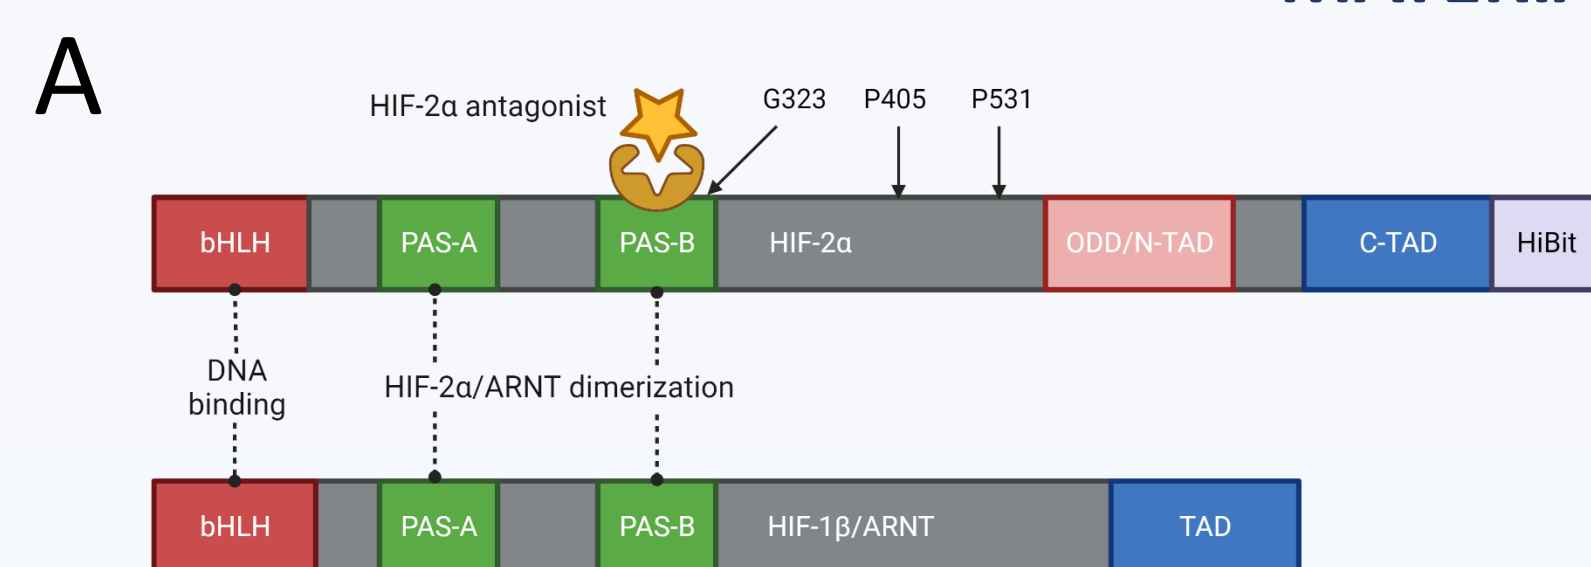 A
HIF-2α antagonist
G323
P405
P531
bHLH
PAS-A
PAS-B
HIF-2α
ODD/N-TAD
C-TAD
HiBit
DNA
binding
HIF-2α/ARNT dimerization
bHLH
PAS-A
PAS-B
HIF-1β/ARNT
TAD